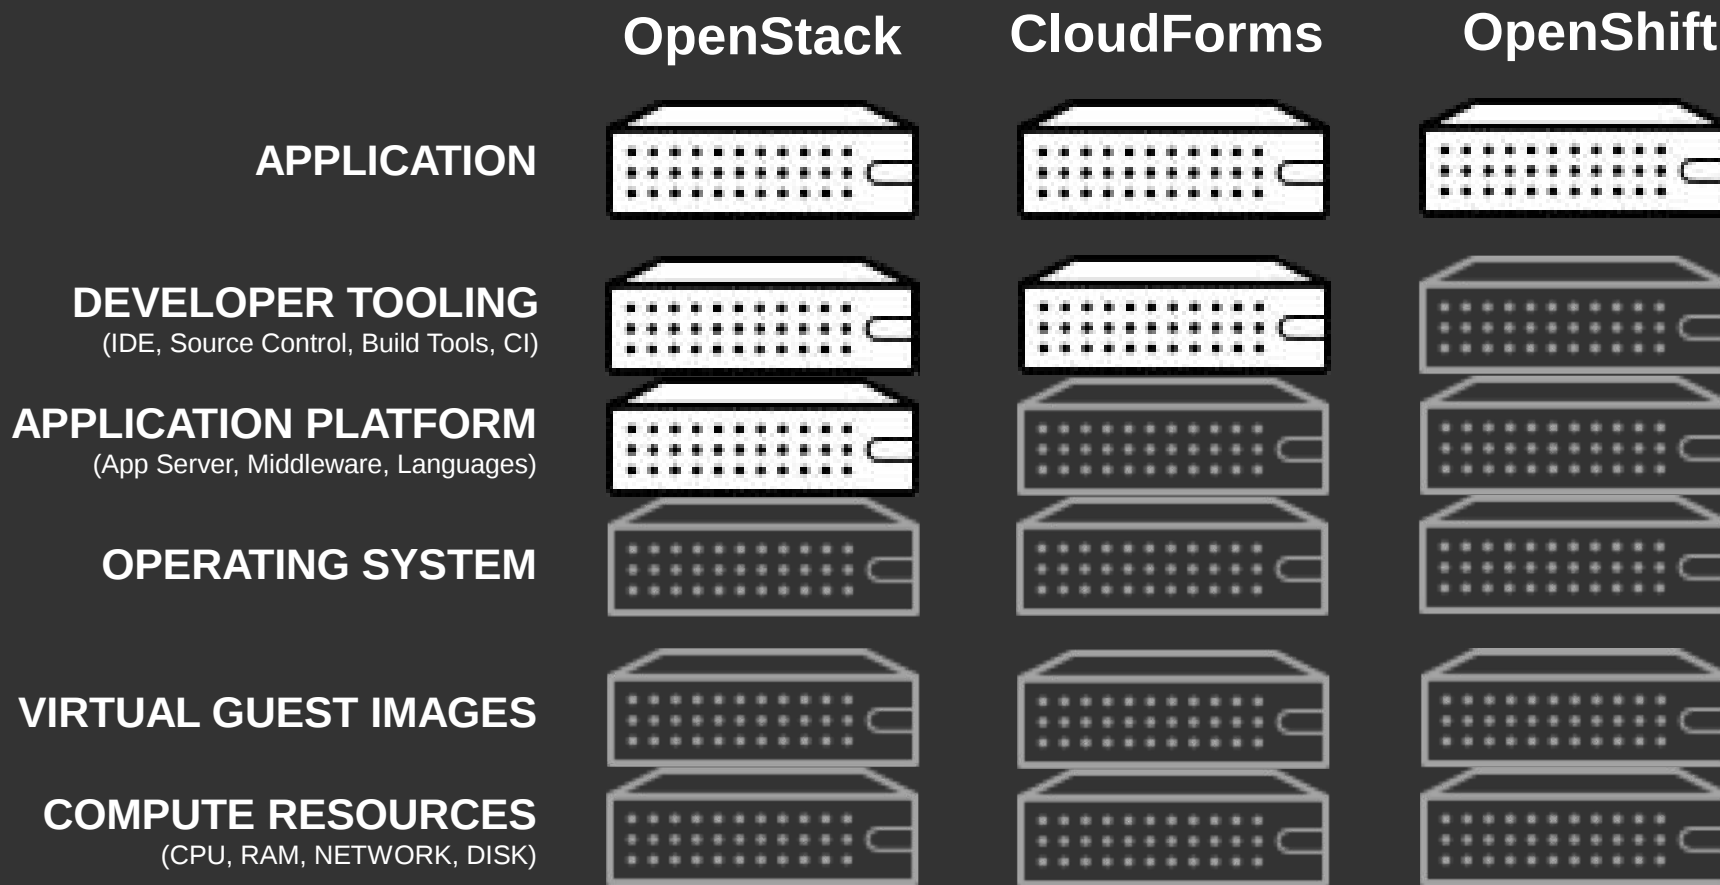 OpenStack CloudForms OpenShift
APPLICATION
DEVELOPER TOOLING
(IDE, Source Control, Build Tools, CI)
APPLICATION PLATFORM
(App Server, Middleware, Languages)
OPERATING SYSTEM
VIRTUAL GUEST IMAGES
COMPUTE RESOURCES
(CPU, RAM, NETWORK, DISK)